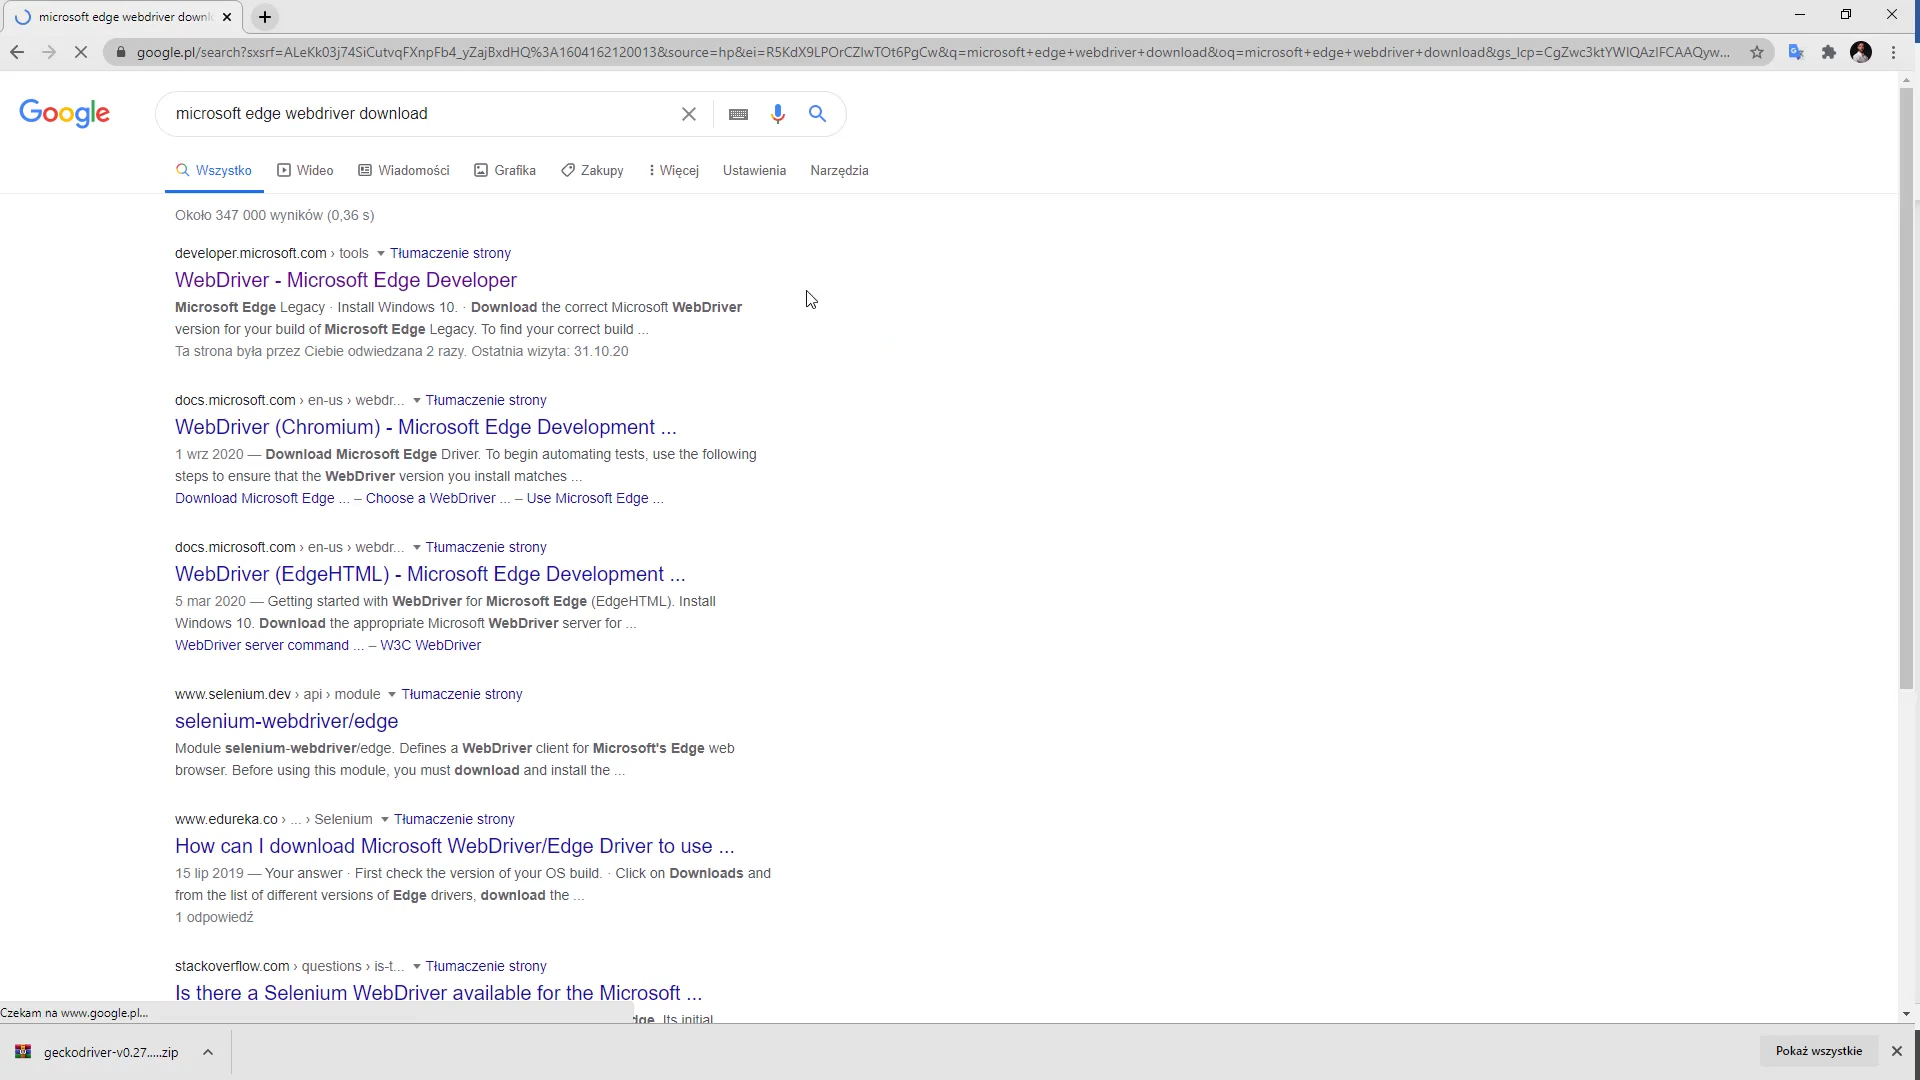 microsoft edge webdriver downl
google.pl/search?sxsrf=ALeKk03j74SiCutvqFXnpFb4_yZajBxdHQ%3A1604162120013&source=hp&ei=R5KdX9LPOrCZlwTOt6PgCw&q=microsoft+edge+webdriver+download&oq=microsoft+edge+webdriver+download&gs_lcp=CgZwc3ktYWIQAzIFCAAQyw...
Google
microsoft edge webdriver download
Wszystko Wideo Wiadomości Grafika Zakupy Więcej Ustawienia Narzędzia
Około 347 000 wyników (0,36 s)
developer.microsoft.com › tools Tłumaczenie strony
WebDriver - Microsoft Edge Developer
Microsoft Edge Legacy · Install Windows 10. · Download the correct Microsoft WebDriver
version for your build of Microsoft Edge Legacy. To find your correct build ...
Ta strona była przez Ciebie odwiedzana 2 razy. Ostatnia wizyta: 31.10.20
docs.microsoft.com › en-us › webdr... Tłumaczenie strony
WebDriver (Chromium) - Microsoft Edge Development ...
1 wrz 2020 — Download Microsoft Edge Driver. To begin automating tests, use the following
steps to ensure that the WebDriver version you install matches ...
Download Microsoft Edge ... – Choose a WebDriver ... – Use Microsoft Edge ...
docs.microsoft.com › en-us › webdr... Tłumaczenie strony
WebDriver (EdgeHTML) - Microsoft Edge Development ...
5 mar 2020 — Getting started with WebDriver for Microsoft Edge (EdgeHTML). Install
Windows 10. Download the appropriate Microsoft WebDriver server for ...
WebDriver server command ... – W3C WebDriver
www.selenium.dev › api › module Tłumaczenie strony
selenium-webdriver/edge
Module selenium-webdriver/edge. Defines a WebDriver client for Microsoft's Edge web
browser. Before using this module, you must download and install the ...
www.edureka.co › ... › Selenium Tłumaczenie strony
How can I download Microsoft WebDriver/Edge Driver to use ...
15 lip 2019 — Your answer · First check the version of your OS build. · Click on Downloads and
from the list of different versions of Edge drivers, download the ...
1 odpowiedź
stackoverflow.com › questions › is-t... Tłumaczenie strony
Is there a Selenium WebDriver available for the Microsoft ...
Czekam na www.google.pl...
dge. Its initial
geckodriver-v0.27.....zip
Pokaż wszystkie